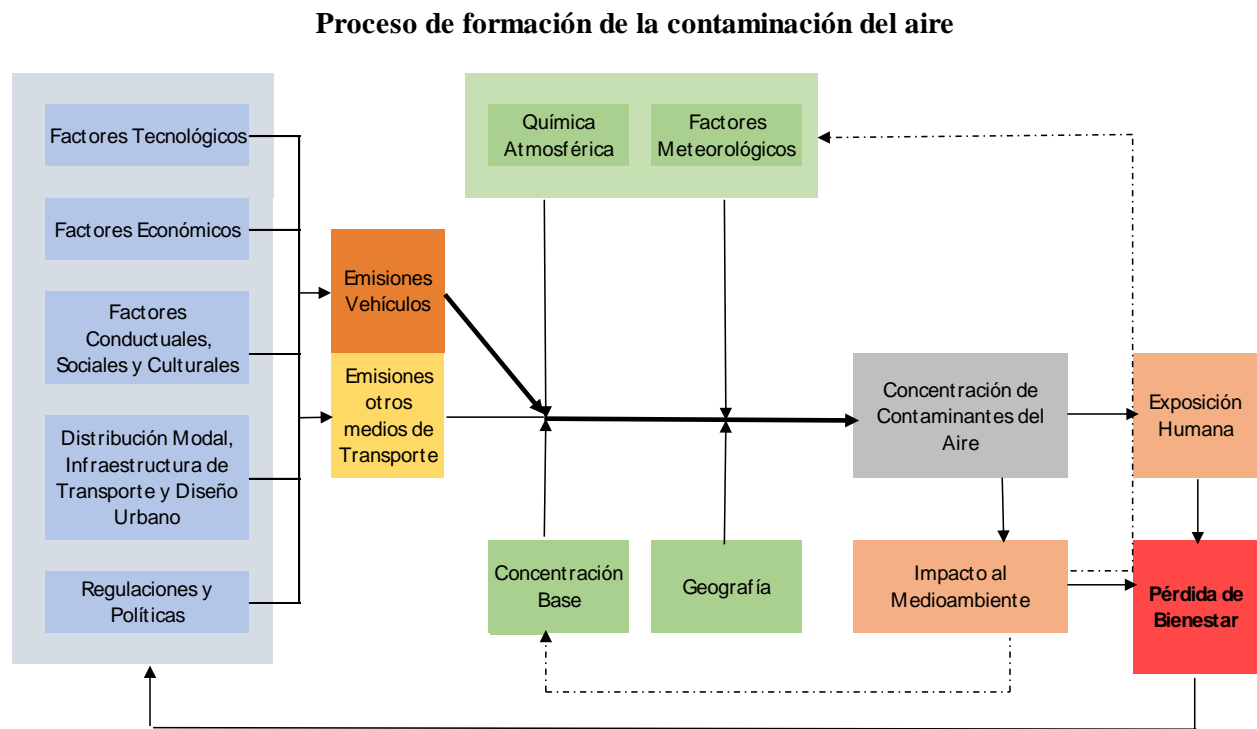 Proceso de formación de la contaminación del aire
Factores Tecnológicos
Factores Económicos
Factores
Conductuales,
Sociales y Culturales
Distribución Modal,
Infraestructura de
Transporte y Diseño
Urbano
Regulaciones y
Políticas
Emisiones
Vehículos
Emisiones
otros
medios de
Transporte
Química
Atmosférica
Factores
Meteorológicos
Concentración
Base
Geografía
Concentración de
Contaminantes del
Aire
Impacto al
Medioambiente
Exposición
Humana
Pérdida de
Bienestar